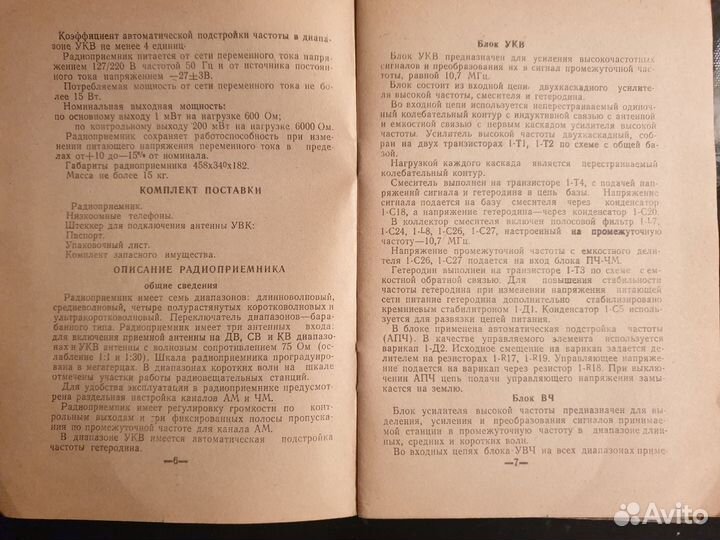 Коэффициент автоматической подстройки частоты в диапа-
зоне УКВ не менее 4 единиц.
Радиоприемник питается от сети переменного тока напря-
жением 127/220 В частотой 50 Гц и от источника постоян-
ного тока напряжением —27±3В.
Потребляемая мощность от сети переменного тока не бо-
лее 15 Вт.
Номинальная выходная мощность:
по основному выходу 1 мВт на нагрузке 600 Ом;
по контрольному выходу 200 мВт на нагрузке 6000 Ом.
Радиоприемник сохраняет работоспособность при изме-
нении питающего напряжения переменного тока в преде-
лах от+10 до—15% от номинала.
Габариты радиоприемника 458х340х182.
Масса не более 15 кг.
КОМПЛЕКТ ПОСТАВКИ
Радиоприемник.
Низкоомные телефоны.
Штеккер для подключения антенны УВК:
Паспорт.
Упаковочный лист.
Комплект запасного имущества.
ОПИСАНИЕ РАДИОПРИЕМНИКА
общие сведения
Радиоприемник имеет семь диапазонов: длинноволновый,
средневолновый, четыре полурастянутых коротковолновых и
ультракоротковолновый. Переключатель диапазонов—бара-
банного типа. Радиоприемник имеет три антенных входа:
для включения приемной антенны на ДВ, СВ и КВ диапазо-
нах и УКВ антенны с волновым сопротивлением 75 Ом (ос-
лабление 1:1 и 1:30). Шкала радиоприемника проградуиро-
вана в мегагерцах. В диапазонах коротких волн на шкале
отмечены участки работы радиовещательных станций.
Для удобства эксплуатации в радиоприемнике предусмот-
рена раздельная настройка каналов АМ и ЧМ.
Радиоприемник имеет регулировку громкости по конт-
рольным выходам и три фиксированных полосы пропуска-
ния по промежуточной частоте для канала АМ.
В диапазоне УКВ имеется автоматическая подстройка
частоты гетеродина.
—6—
Блок УКВ
Блок УКВ предназначен для усиления высокочастотных
сигналов и преобразования их в сигнал промежуточной час-
тоты, равной 10,7 МГц.
Блок состоит из входной цепи, двухкаскадного усилите-
ля высокой частоты, смесителя и гетеродина.
Во входной цепи используется неперестраиваемый одиноч-
ный колебательный контур с индуктивной связью с антенной
и емкостной связью с первым каскадом усилителя высокой
частоты. Усилитель высокой частоты двухкаскадный, соб-
ран на двух транзисторах 1-Т1, 1-Т2 по схеме с общей ба-
зой.
Нагрузкой каждого каскада является перестраиваемый
колебательный контур.
Смеситель выполнен на транзисторе 1-Т4, с подачей нап-
ряжений сигнала и гетеродина в цепь базы. Напряжение
сигнала подается на базу смесителя через конденсатор
1-С18, а напряжение гетеродина—через конденсатор 1-С20.
В коллектор смесителя включен полосовой фильтр 1-L7,
1-С24, 1-L8, 1-С26, 1-С27, настроенный на промежуточную
частоту—10,7 МГц.
Напряжение промежуточной частоты с емкостного дели-
теля 1-С26, 1-С27 подается на вход блока ПЧ-ЧМ.
Гетеродин выполнен на транзисторе 1-Т3 по схеме с ем-
костной обратной связью. Для повышения стабильности
частоты гетеродина при изменении напряжения питающей
сети питание гетеродина дополнительно стабилизировано
кремниевым стабилитроном 1-Д1. Конденсатор 1-С5 исполь-
зуется для развязки цепей питания.
В блоке применена автоматическая подстройка частоты
(АПЧ). В качестве управляемого элемента используется
варикап 1-Д2. Исходное смещение на варикап задается де-
лителем на резисторах 1-R17, 1-R19. Управляющее напряже-
ние подается на варикап через резистор 1-R18. При выклю-
чении АПЧ цепь подачи управляющего напряжения замыка-
ется на землю.
Блок ВЧ
Блок усилителя высокой частоты предназначен для вы-
деления, усиления и преобразования сигналов принимае-
мой станции в промежуточную частоту в диапазоне длин-
ных, средних и коротких волн.
Во входных цепях блока УВЧ на всех диапазонах приме-
—7—
Avito